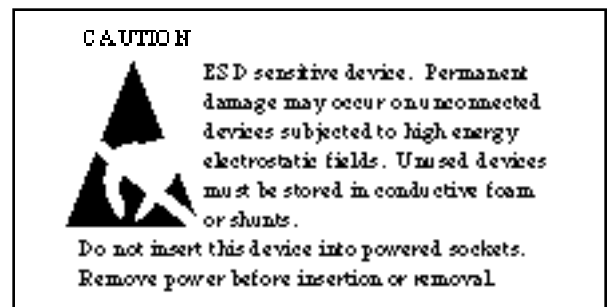 CAUTION
ESD sensitive device. Permanent
damage may occur on unconnected
devices subjected to high energy
electrostatic fields. Unused devices
must be stored in conductive foam
or shunts.
Do not insert this device into powered sockets.
Remove power before insertion or removal.